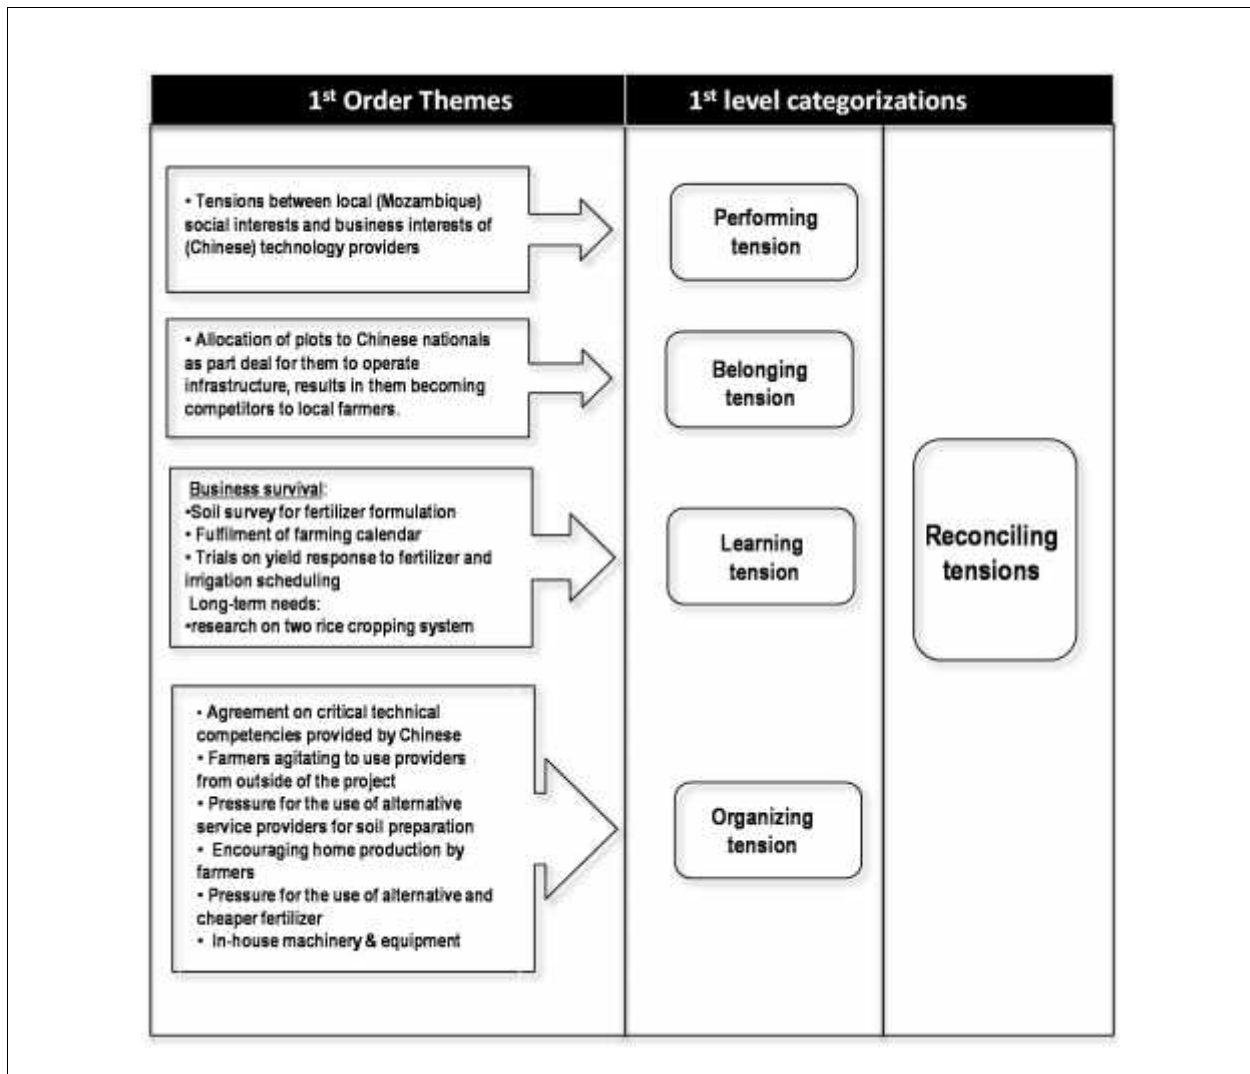 1st Order Themes
1st level categorizations
• Tensions between local (Mozambique)
social interests and business interests of
(Chinese) technology providers
Performing
tension
• Allocation of plots to Chinese nationals
as part deal for them to operate
infrastructure, results in them becoming
competitors to local farmers.
Belonging
tension
Business survival:
•Soil survey for fertilizer formulation
• Fulfilment of farming calendar
• Trials on yield response to fertilizer and
irrigation scheduling
Long-term needs:
•research on two rice cropping system
Learning
tension
• Agreement on critical technical
competencies provided by Chinese
• Farmers agitating to use providers
from outside of the project
• Pressure for the use of alternative
service providers for soil preparation
• Encouraging home production by
farmers
• Pressure for the use of alternative and
cheaper fertilizer
• In-house machinery & equipment
Organizing
tension
Reconciling
tensions